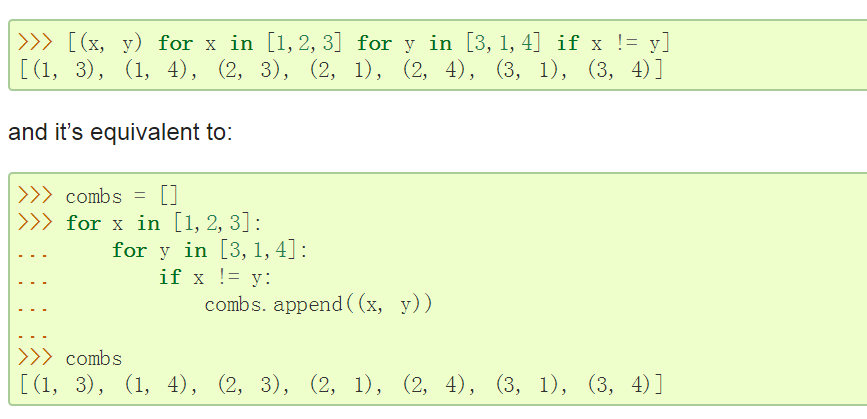 >>> [(x, y) for x in [1,2,3] for y in [3,1,4] if x != y]
[(1, 3), (1, 4), (2, 3), (2, 1), (2, 4), (3, 1), (3, 4)]
and it’s equivalent to:
>>> combs = []
>>> for x in [1,2,3]:
...     for y in [3,1,4]:
...         if x != y:
...             combs.append((x, y))
...
>>> combs
[(1, 3), (1, 4), (2, 3), (2, 1), (2, 4), (3, 1), (3, 4)]